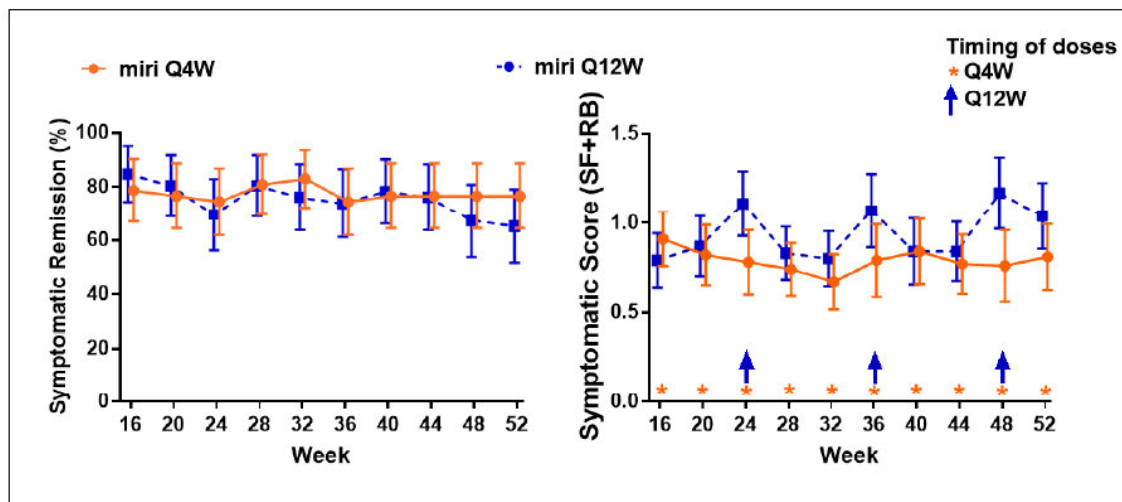 miri Q4W
miri Q12W
Timing of doses
* Q4W
Q12W
Symptomatic Remission (%)
100
80
60
40
20
0
16 20 24 28 32 36 40 44 48 52
Week
Symptomatic Score (SF+RB)
1.5
1.0
0.5
0.0
* * * * * * * * * *
16 20 24 28 32 36 40 44 48 52
Week